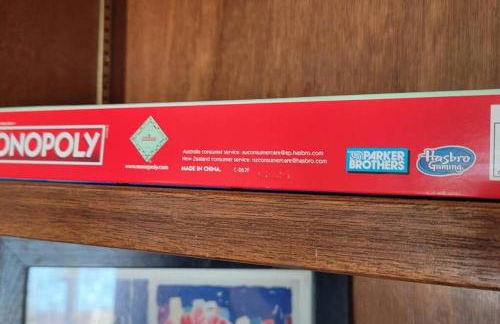 ONOPOLY
www.monopoly.com
Australia consumer service: auconsumercare@ap.hasbro.com
New Zealand consumer service: nzconsumercare@hasbro.com
MADE IN CHINA.
PARKER
BROTHERS
Hasbro
Gaming